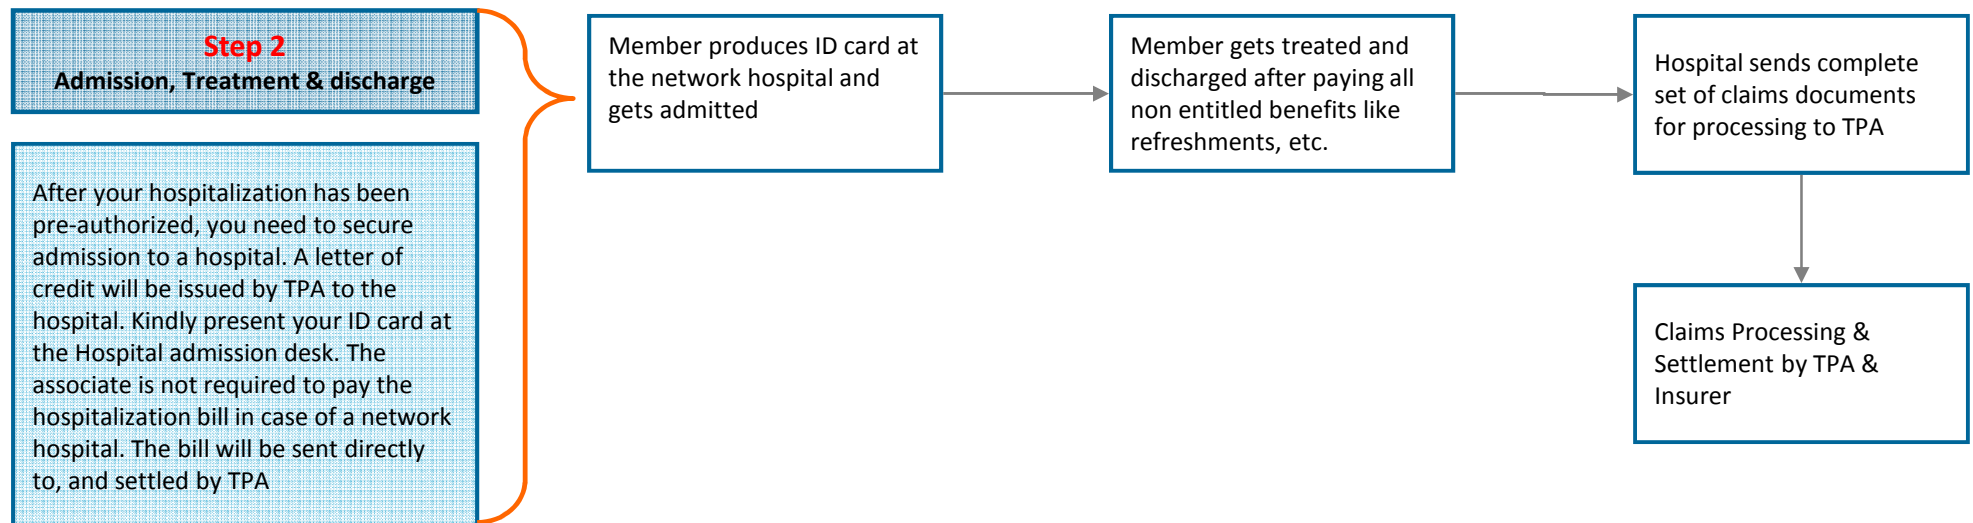 Step 2
Admission, Treatment & discharge
After your hospitalization has been
pre-authorized, you need to secure
admission to a hospital. A letter of
credit will be issued by TPA to the
hospital. Kindly present your ID card at
the Hospital admission desk. The
associate is not required to pay the
hospitalization bill in case of a network
hospital. The bill will be sent directly
to, and settled by TPA
Member produces ID card at
the network hospital and
gets admitted
Member gets treated and
discharged after paying all
non entitled benefits like
refreshments, etc.
Hospital sends complete
set of claims documents
for processing to TPA
Claims Processing &
Settlement by TPA &
Insurer